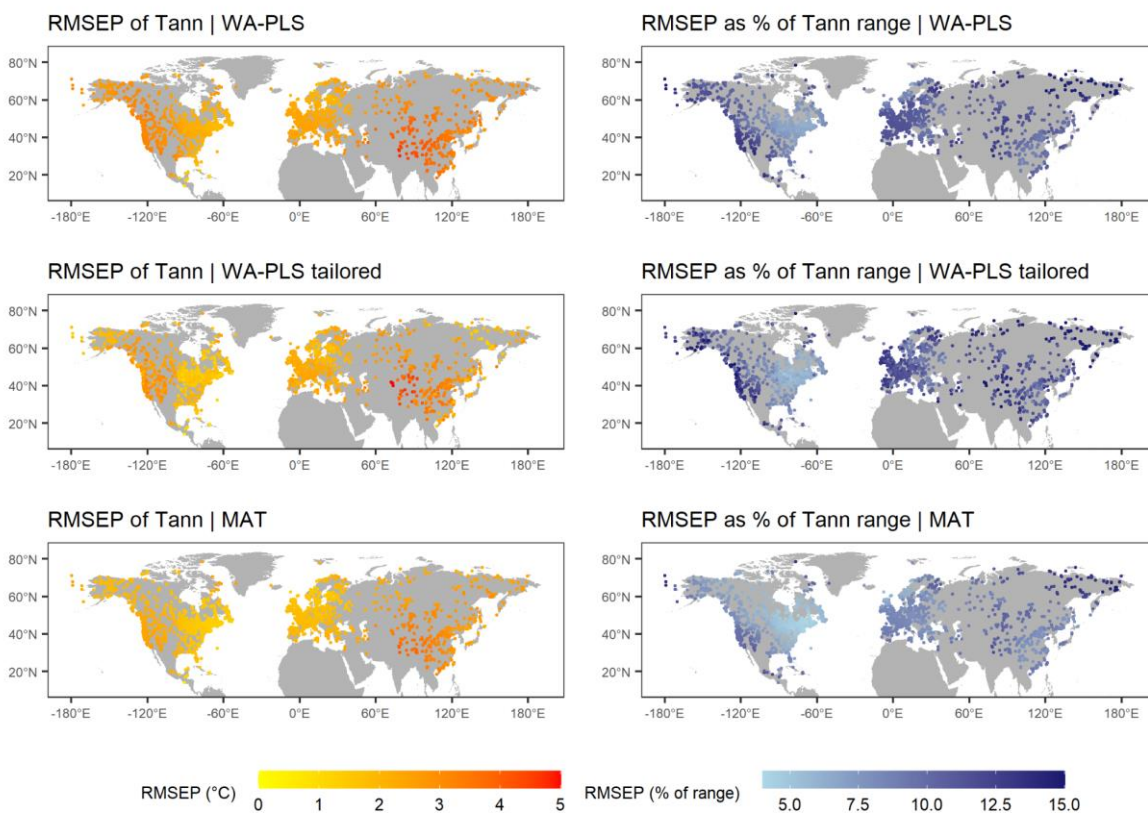 RMSEP of Tann | WA-PLS
RMSEP as % of Tann range | WA-PLS
80°N
60°N
40°N
20°N
-180°E -120°E -60°E 0°E 60°E 120°E 180°E
80°N
60°N
40°N
20°N
-180°E -120°E -60°E 0°E 60°E 120°E 180°E
RMSEP of Tann | WA-PLS tailored
RMSEP as % of Tann range | WA-PLS tailored
80°N
60°N
40°N
20°N
-180°E -120°E -60°E 0°E 60°E 120°E 180°E
80°N
60°N
40°N
20°N
-180°E -120°E -60°E 0°E 60°E 120°E 180°E
RMSEP of Tann | MAT
RMSEP as % of Tann range | MAT
80°N
60°N
40°N
20°N
-180°E -120°E -60°E 0°E 60°E 120°E 180°E
80°N
60°N
40°N
20°N
-180°E -120°E -60°E 0°E 60°E 120°E 180°E
RMSEP (°C)
0 1 2 3 4 5
RMSEP (% of range)
5.0 7.5 10.0 12.5 15.0